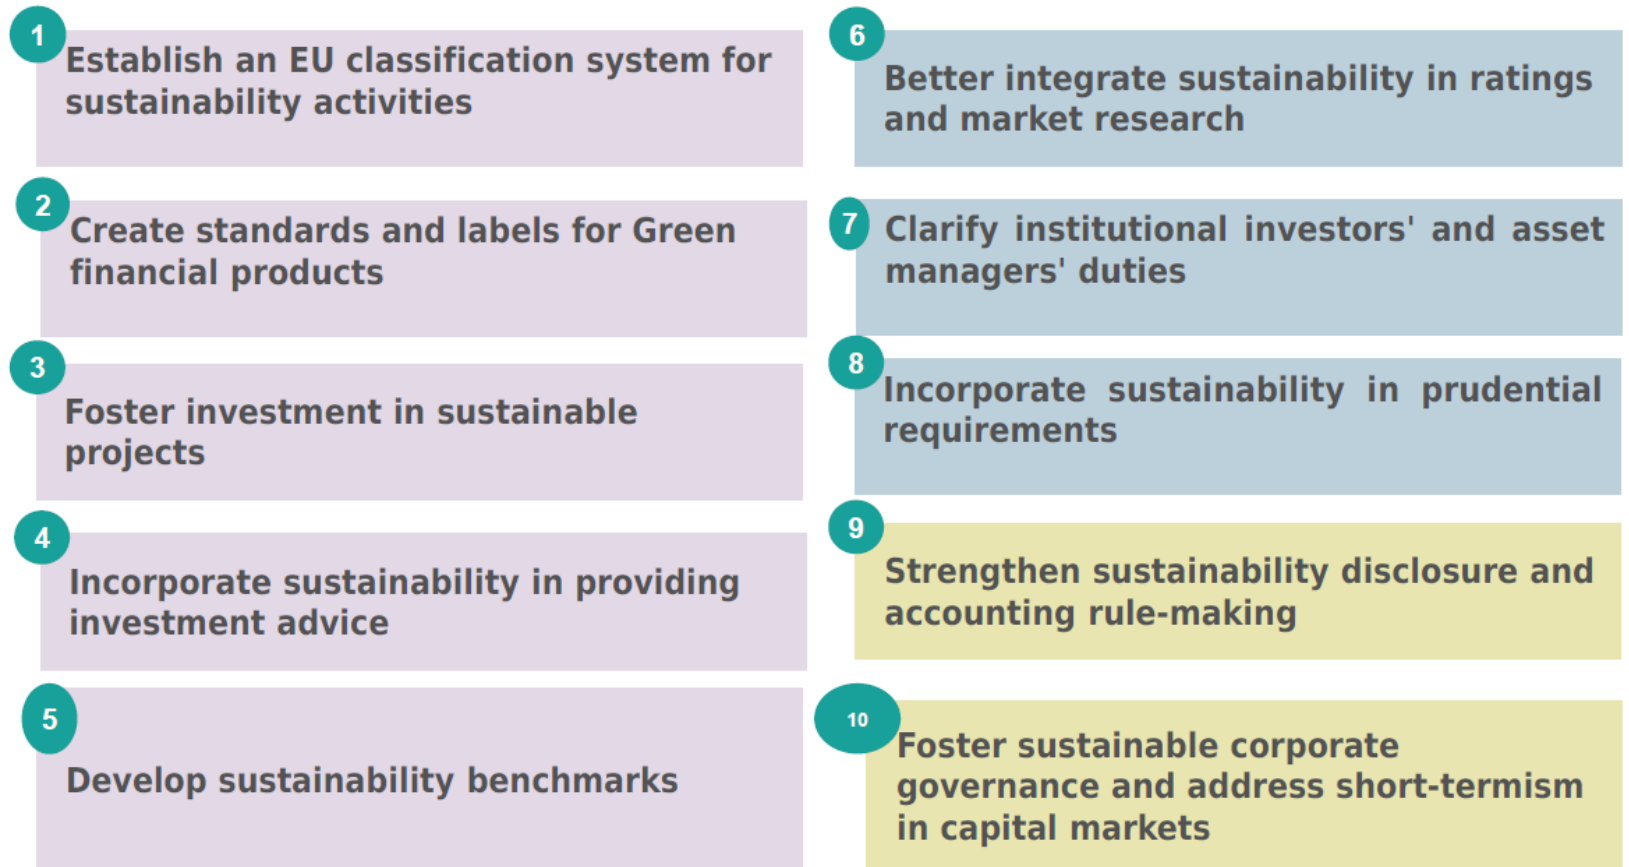 1
Establish an EU classification system for
sustainability activities
2
Create standards and labels for Green
financial products
3
Foster investment in sustainable
projects
4
Incorporate sustainability in providing
investment advice
5
Develop sustainability benchmarks
6
Better integrate sustainability in ratings
and market research
7
Clarify institutional investors' and asset
managers' duties
8
Incorporate sustainability in prudential
requirements
9
Strengthen sustainability disclosure and
accounting rule-making
10
Foster sustainable corporate
governance and address short-termism
in capital markets